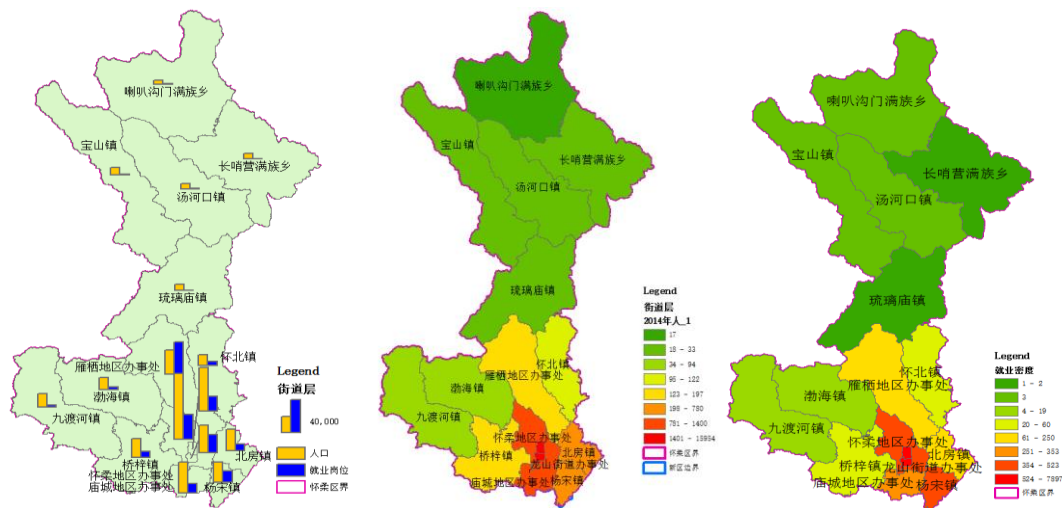 喇叭沟门满族乡
宝山镇
长哨营满族乡
汤河口镇
琉璃庙镇
怀北镇
雁栖地区办事处
渤海镇
九渡河镇
北房镇
桥梓镇
怀柔地区办事处
庙城地区办事处
杨宋镇
Legend
街道层
40,000
人口
就业岗位
怀柔区界
喇叭沟门满族乡
宝山镇
长哨营满族乡
汤河口镇
琉璃庙镇
怀北镇
雁栖地区办事处
渤海镇
九渡河镇
怀柔地区办事处
桥梓镇
北房镇
龙山街道办事处
庙城地区办事处
杨宋镇
Legend
街道层
2014年人_1
17
18 - 33
34 - 94
95 - 122
123 - 197
198 - 780
781 - 1400
怀柔区界
喇叭沟门满族乡
宝山镇
长哨营满族乡
汤河口镇
琉璃庙镇
怀北镇
雁栖地区办事处
渤海镇
九渡河镇
怀柔地区办事处
桥梓镇
北房镇
龙山街道办事处
庙城地区办事处
杨宋镇
Legend
就业密度
1 - 2
3
4 - 19
20 - 60
61 - 250
251 - 353
354 - 523
524 - 7897
怀柔区界